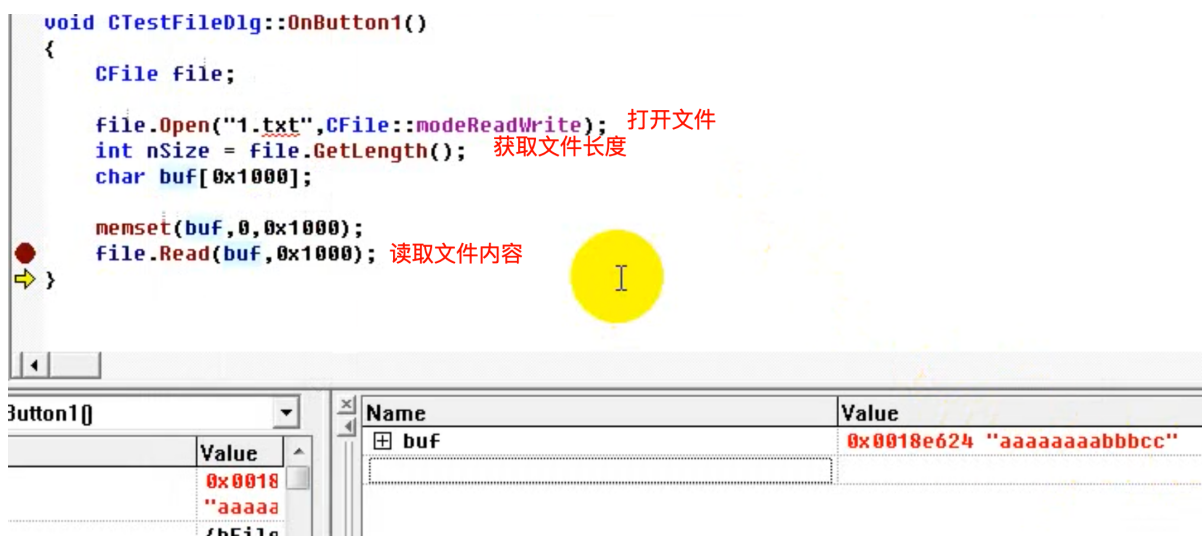 void CTestFileDlg::OnButton1()
{
CFile file;
file.Open("1.txt",CFile::modeReadWrite); 打开文件
int nSize = file.GetLength(); 获取文件长度
char buf[0x1000];
memset(buf,0,0x1000);
file.Read(buf,0x1000); 读取文件内容
}
Button1()
Name Value
buf 0x0018e624 "aaaaaaaabbbcc"
Value
0x0018
"aaaaa